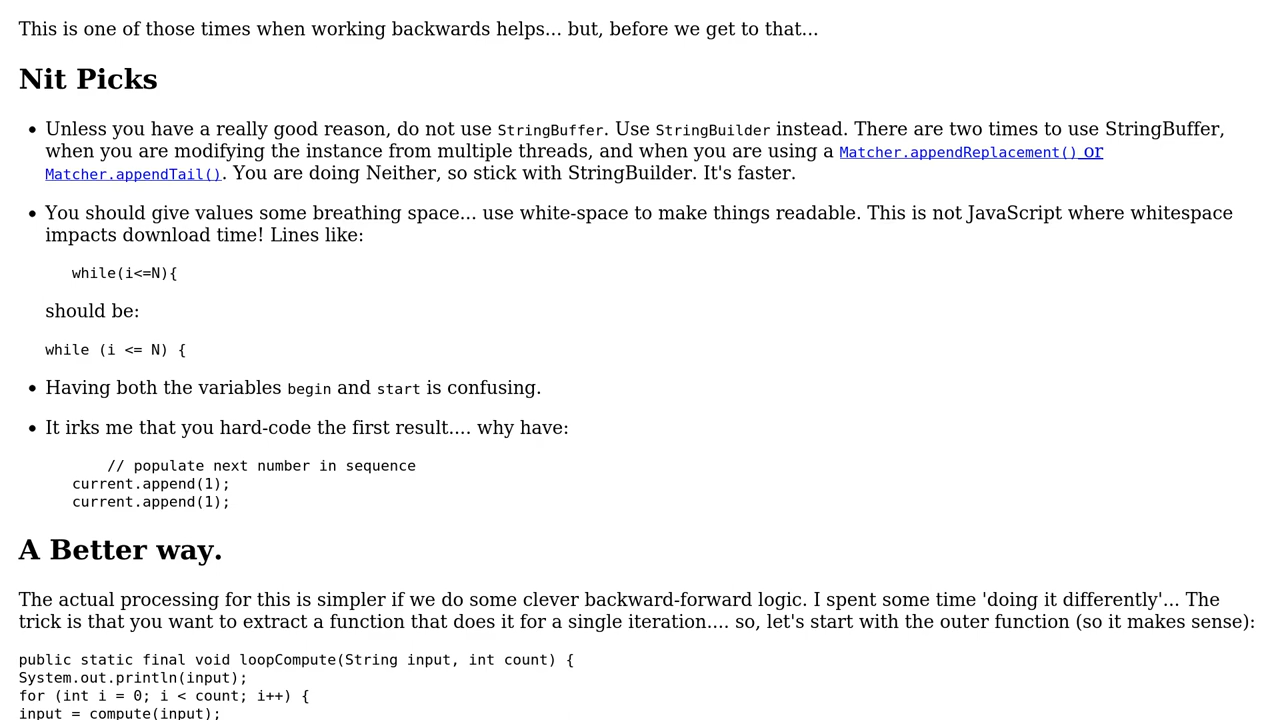 This is one of those times when working backwards helps... but, before we get to that...
Nit Picks
• Unless you have a really good reason, do not use StringBuffer. Use StringBuilder instead. There are two times to use StringBuffer,
when you are modifying the instance from multiple threads, and when you are using a Matcher.appendReplacement() or
Matcher.appendTail(). You are doing Neither, so stick with StringBuilder. It's faster.
• You should give values some breathing space... use white-space to make things readable. This is not JavaScript where whitespace
impacts download time! Lines like:
while(i<=N){
should be:
while (i <= N) {
• Having both the variables begin and start is confusing.
• It irks me that you hard-code the first result.... why have:
// populate next number in sequence
current.append(1);
current.append(1);
A Better way.
The actual processing for this is simpler if we do some clever backward-forward logic. I spent some time 'doing it differently'... The
trick is that you want to extract a function that does it for a single iteration.... so, let's start with the outer function (so it makes sense):
public static final void loopCompute(String input, int count) {
System.out.println(input);
for (int i = 0; i < count; i++) {
input = compute(input);